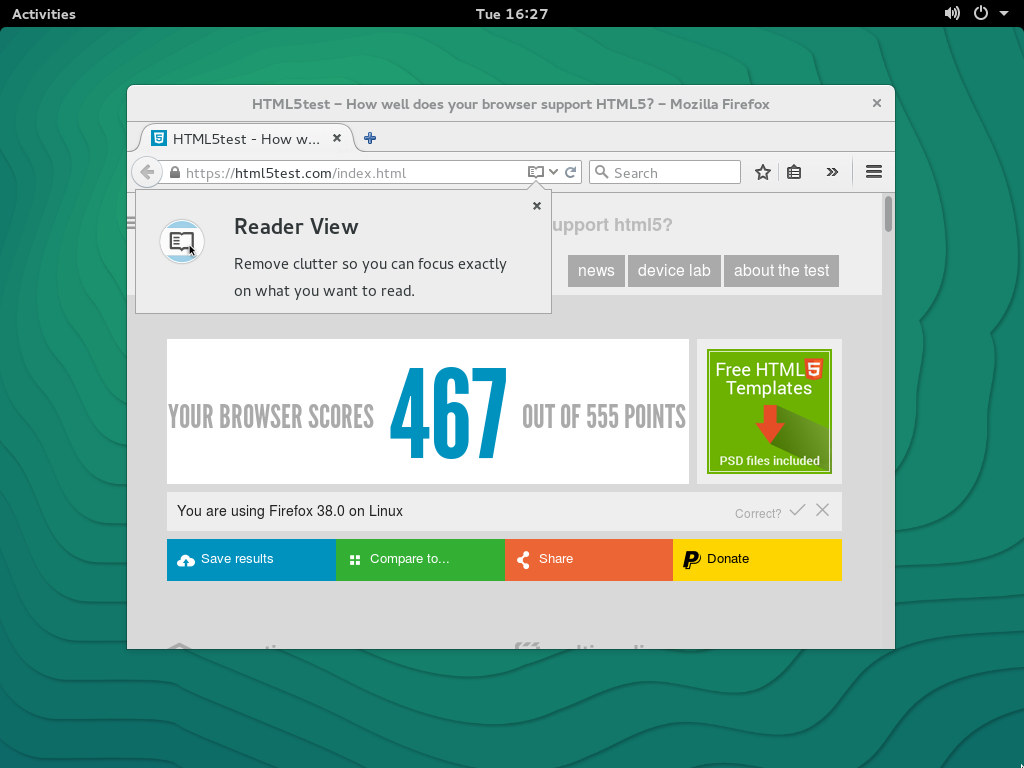 Activities
Tue 16:27
HTML5test – How well does your browser support HTML5? – Mozilla Firefox
HTML5test - How w...
https://html5test.com/index.html
Search
Reader View
Remove clutter so you can focus exactly
on what you want to read.
upport html5?
news
device lab
about the test
YOUR BROWSER SCORES 467 OUT OF 555 POINTS
Free HTML5
Templates
PSD files included
You are using Firefox 38.0 on Linux
Correct?
Save results
Compare to...
Share
Donate